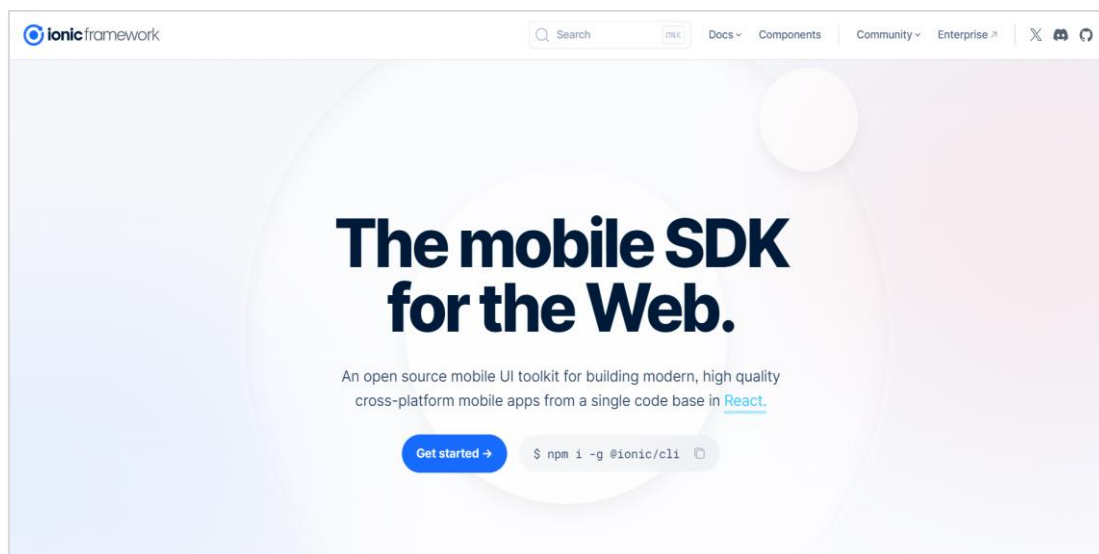 ionic framework
Search
Docs
Components
Community
Enterprise
The mobile SDK
for the Web.
An open source mobile UI toolkit for building modern, high quality
cross-platform mobile apps from a single code base in React.
Get started →
$ npm i -g @ionic/cli